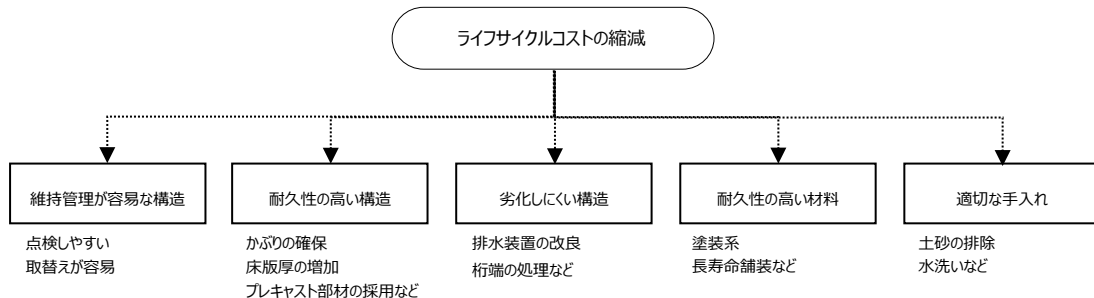 ライフサイクルコストの縮減
維持管理が容易な構造
点検しやすい
取替えが容易
耐久性の高い構造
かぶりの確保
床版厚の増加
プレキャスト部材の採用など
劣化しにくい構造
排水装置の改良
桁端の処理など
耐久性の高い材料
塗装系
長寿命舗装など
適切な手入れ
土砂の排除
水洗いなど